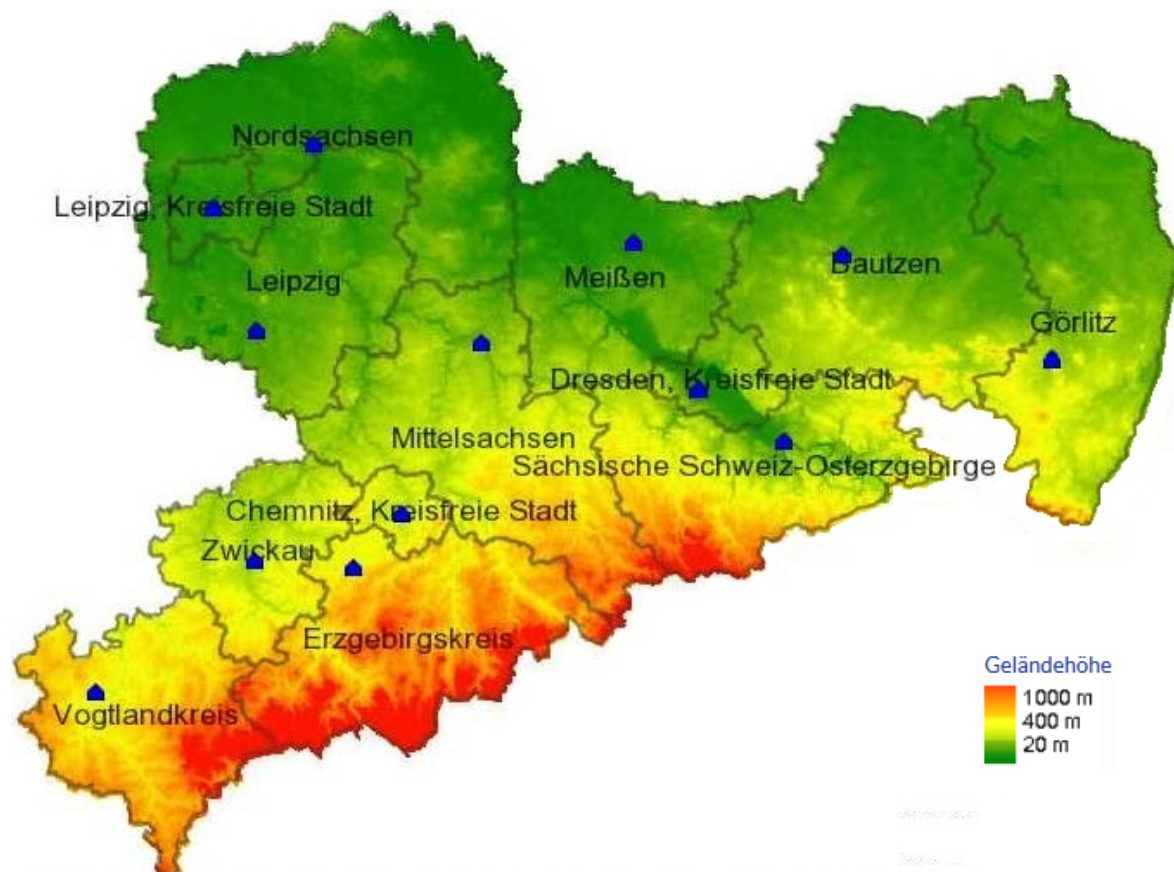 Nordsachsen
Leipzig, Kreisfreie Stadt
Leipzig
Meißen
Bautzen
Görlitz
Dresden, Kreisfreie Stadt
Mittelsachsen
Sächsische Schweiz-Osterzgebirge
Chemnitz, Kreisfreie Stadt
Zwickau
Erzgebirgskreis
Vogtlandkreis
Geländehöhe
1000 m
400 m
20 m